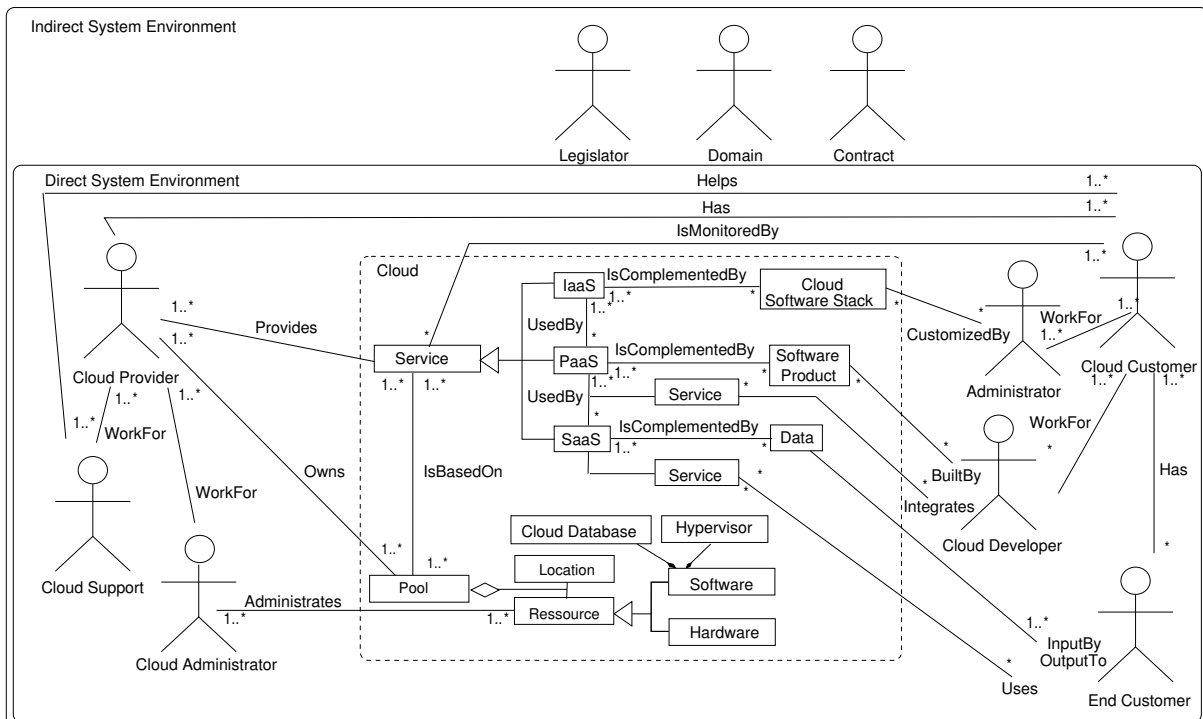 Indirect System Environment
Legislator
Domain
Contract
Direct System Environment
Helps
1..*
Has
1..*
IsMonitoredBy
1..*
Cloud
IaaS
IsComplementedBy
1..*
1..*
*
Cloud
Software Stack
*
*
CustomizedBy
WorkFor
1..*
1..*
Administrator
Cloud Customer
1..*
1..*
1..*
Provides
1..*
*
Service
1..*
1..*
UsedBy
*
PaaS
IsComplementedBy
1..*
1..*
*
Software
Product
*
Cloud Provider
1..*
1..*
UsedBy
Service
*
*
SaaS
IsComplementedBy
1..*
*
Data
Service
*
WorkFor
*
*
BuiltBy
*
Integrates
Has
Cloud Developer
*
1..*
WorkFor
Owns
IsBasedOn
WorkFor
Cloud Support
1..*
1..*
Pool
Cloud Database
Hypervisor
Location
Software
Ressource
Hardware
Administrates
1..*
1..*
Cloud Administrator
1..*
InputBy
OutputTo
*
Uses
End Customer